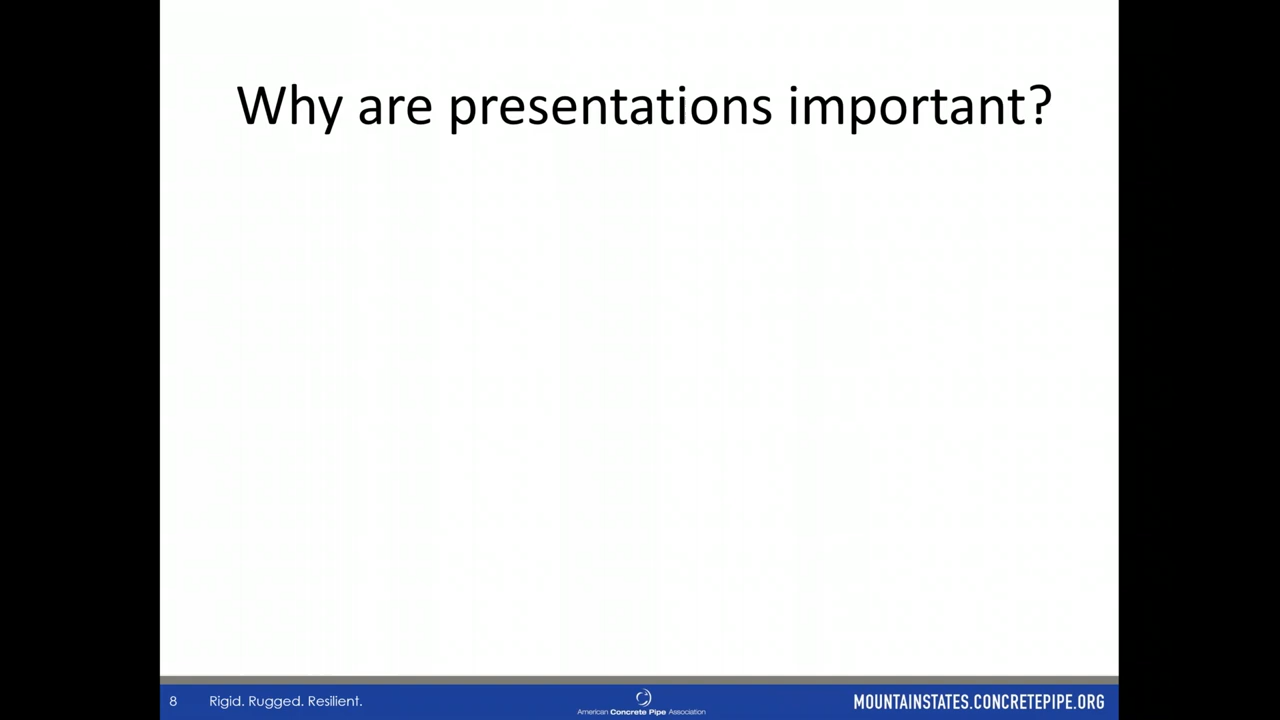 Why are presentations important?
8 Rigid. Rugged. Resilient.
American Concrete Pipe Association
MOUNTAINSTATES.CONCRETEPIPE.ORG